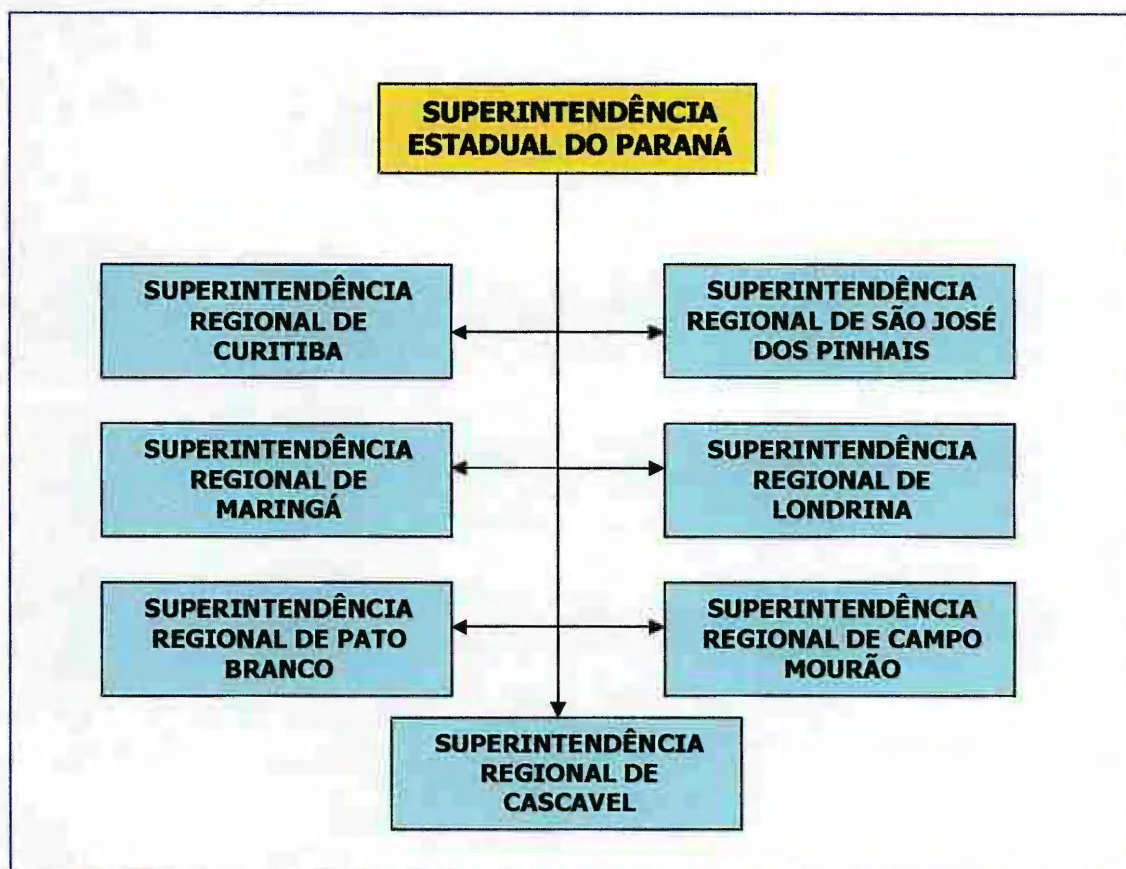 SUPERINTENDÊNCIA
ESTADUAL DO PARANÁ
SUPERINTENDÊNCIA
REGIONAL DE
CURITIBA
SUPERINTENDÊNCIA
REGIONAL DE SÃO JOSÉ
DOS PINHAIS
SUPERINTENDÊNCIA
REGIONAL DE
MARINGÁ
SUPERINTENDÊNCIA
REGIONAL DE
LONDRINA
SUPERINTENDÊNCIA
REGIONAL DE PATO
BRANCO
SUPERINTENDÊNCIA
REGIONAL DE CAMPO
MOURÃO
SUPERINTENDÊNCIA
REGIONAL DE
CASCAVEL